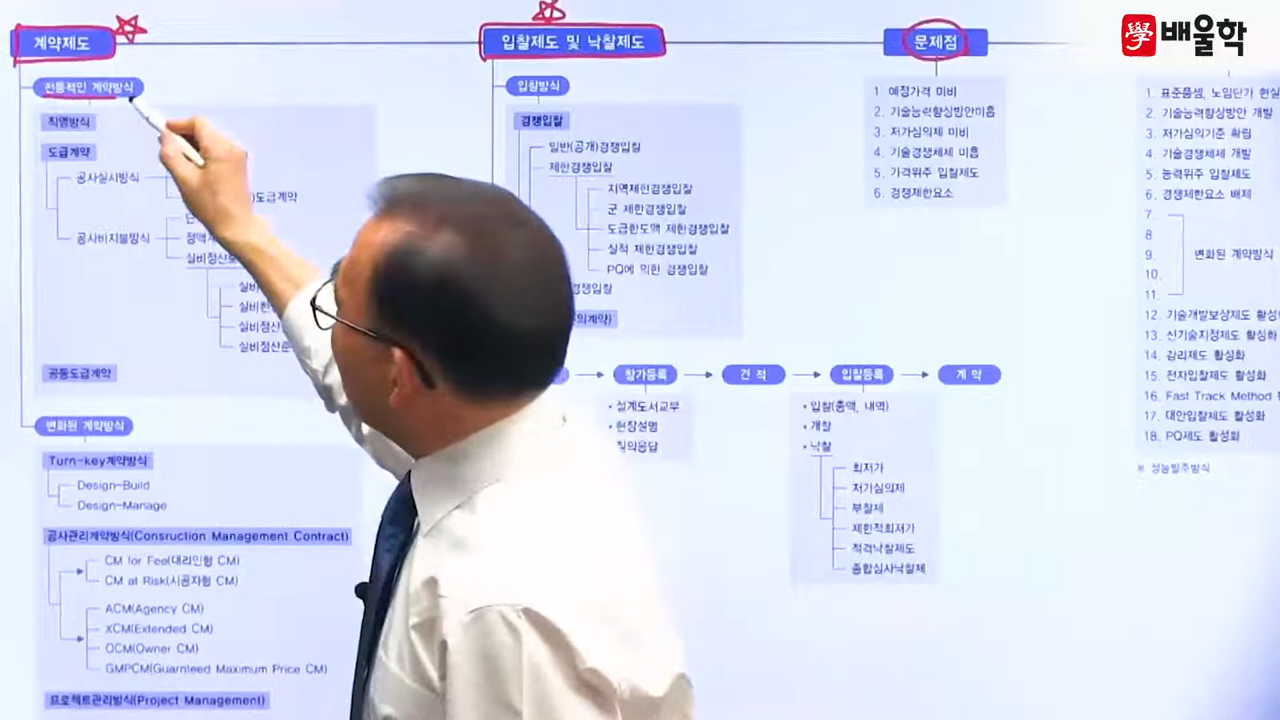 계약제도
전통적인 계약방식
직영방식
도급계약
공사실시방식
도급계약
공사비지불방식
공동도급계약
변화된 계약방식
Turn-key계약방식
Design-Build
Design-Manage
공사관리계약방식(Consruction Management Contract)
CM for Fee(대리인형 CM)
CM at Risk(시공자형 CM)
ACM(Agency CM)
XCM(Extended CM)
OCM(Owner CM)
GMPCM(Guarnteed Maximum Price CM)
프로젝트관리방식(Project Management)
입찰제도 및 낙찰제도
입찰방식
경쟁입찰
일반(공개)경쟁입찰
제한경쟁입찰
지역제한경쟁입찰
군 제한경쟁입찰
도급한도액 제한경쟁입찰
실적 제한경쟁입찰
PQ에 의한 경쟁입찰
경쟁입찰
참가등록
• 설계도서교부
• 현장설명
질의응답
견 적
입찰등록
• 입찰(총액, 내역)
• 개찰
• 낙찰
최저가
저가심의제
부찰제
제한적최저가
적격낙찰제도
종합심사낙찰제
계 약
문제점
1. 예정가격 미비
2. 기술능력향상방안미흡
3. 저가심의제 미비
4. 기술경쟁체제 미흡
5. 가격위주 입찰제도
6. 경쟁제한요소
1. 표준품셈, 노임단가 현실
2. 기술능력향상방안 개발
3. 저가심의기준 확립
4. 기술경쟁체제 개발
5. 능력위주 입찰제도
6. 경쟁제한요소 배제
7.
8
9. 변화된 계약방식
10.
11.
12. 기술개발보상제도 활성
13. 신기술지정제도 활성화
14. 감리제도 활성화
15. 전자입찰제도 활성화
16. Fast Track Method
17. 대안입찰제도 활성화
18. PQ제도 활성화
※ 성능발주방식
學 배울학